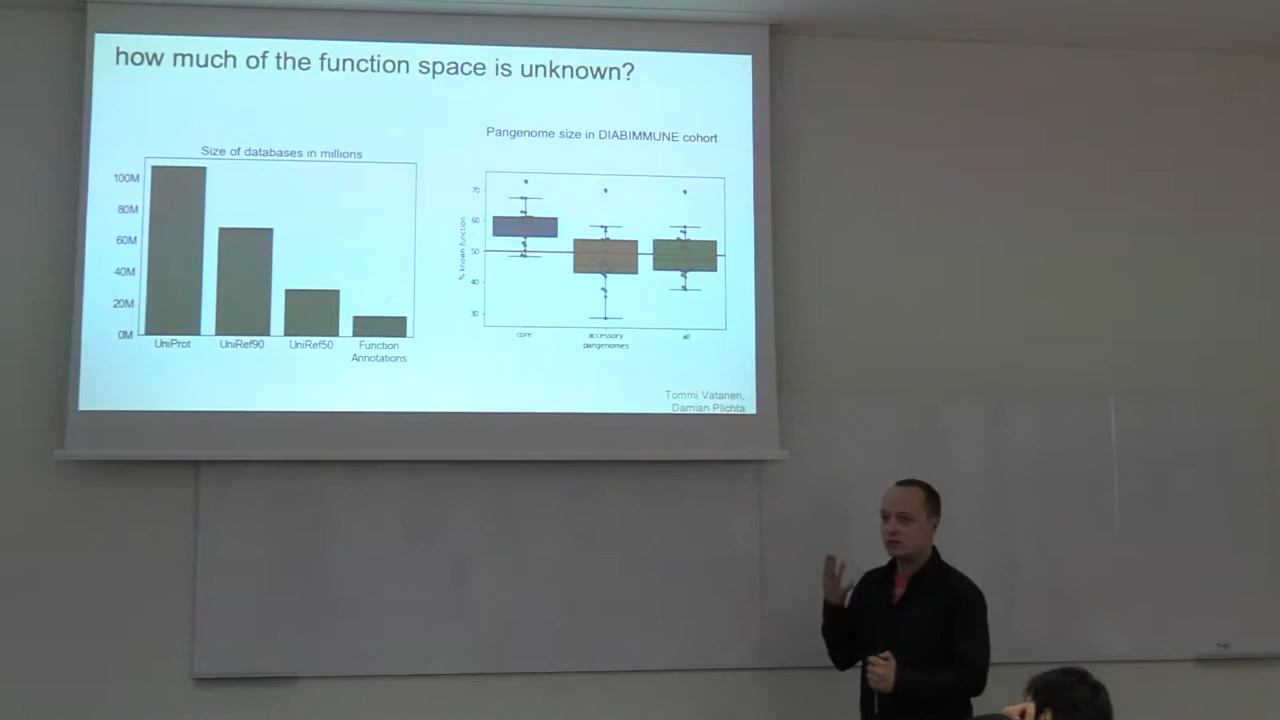 how much of the function space is unknown?
Size of databases in millions
100M
80M
60M
40M
20M
0M
UniProt
UniRef90
UniRef50
Function
Annotations
Pangenome size in DIABIMMUNE cohort
% known function
70
60
50
40
30
core
accessory
pangenomes
all
Tommi Vatanen,
Damian Plichta